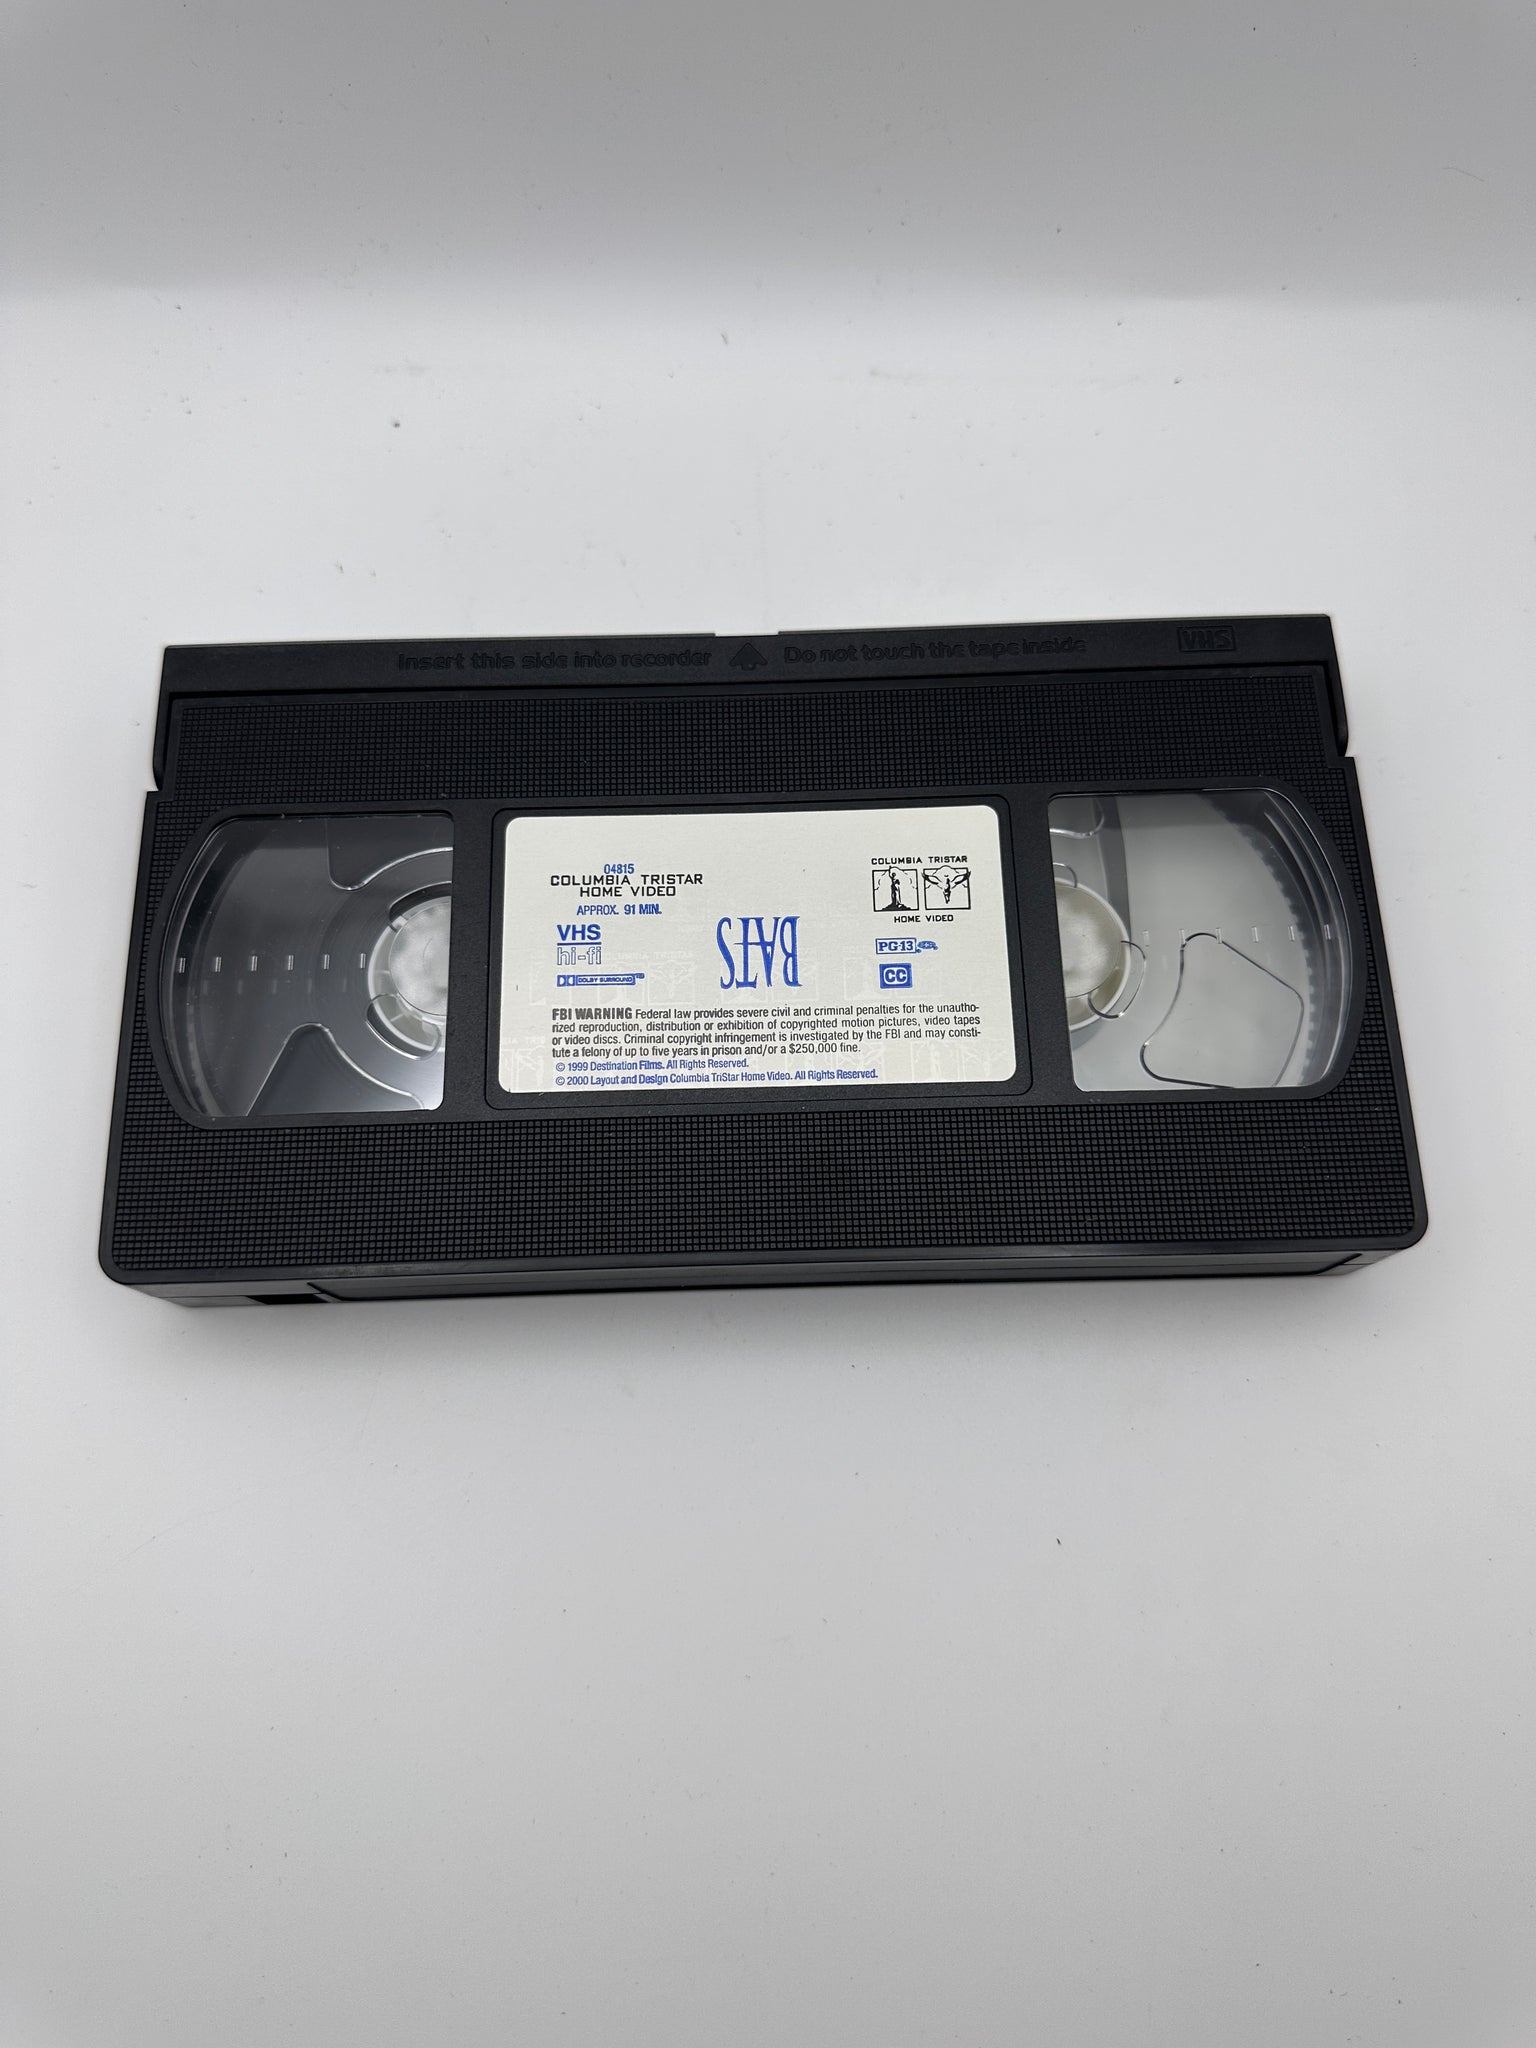 Insert this side into recorder Do not touch the tape inside VHS
04815
COLUMBIA TRISTAR
HOME VIDEO
APPROX. 91 MIN.
VHS
hi-fi
DOLBY SURROUND TM
BATS
COLUMBIA TRISTAR
HOME VIDEO
PG-13
CC
FBI WARNING Federal law provides severe civil and criminal penalties for the unautho-
rized reproduction, distribution or exhibition of copyrighted motion pictures, video tapes
or video discs. Criminal copyright infringement is investigated by the FBI and may consti-
tute a felony of up to five years in prison and/or a $250,000 fine.
© 1999 Destination Films. All Rights Reserved.
© 2000 Layout and Design Columbia TriStar Home Video. All Rights Reserved.